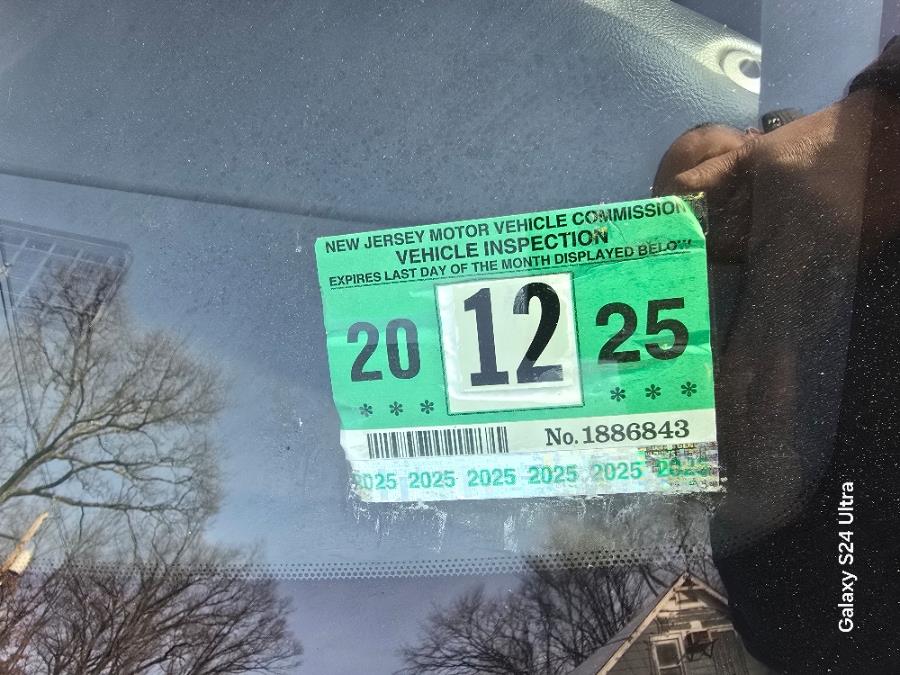 NEW JERSEY MOTOR VEHICLE COMMISSION
VEHICLE INSPECTION
EXPIRES LAST DAY OF THE MONTH DISPLAYED BELOW
20 12 25
* * * * * *
No. 1886843
2025 2025 2025 2025 2025 2025
Galaxy S24 Ultra